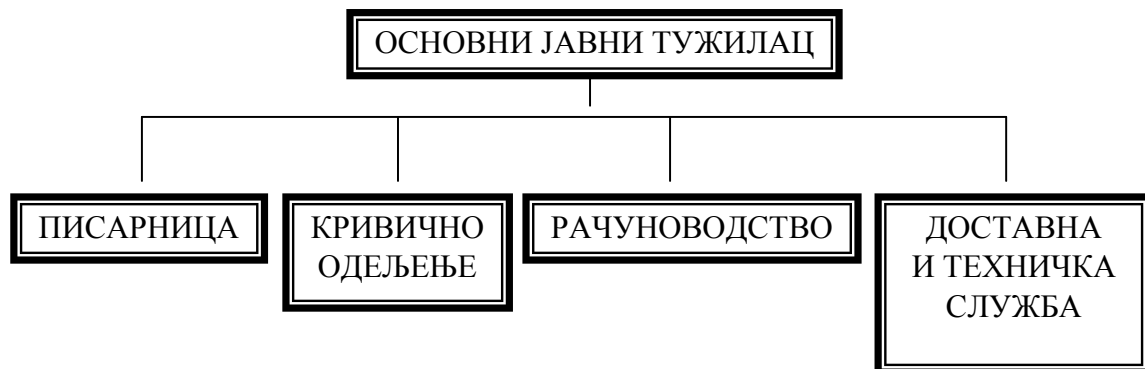 ОСНОВНИ ЈАВНИ ТУЖИЛАЦ
ПИСАРНИЦА
КРИВИЧНО
ОДЕЉЕЊЕ
РАЧУНОВОДСТВО
ДОСТАВНА
И ТЕХНИЧКА
СЛУЖБА